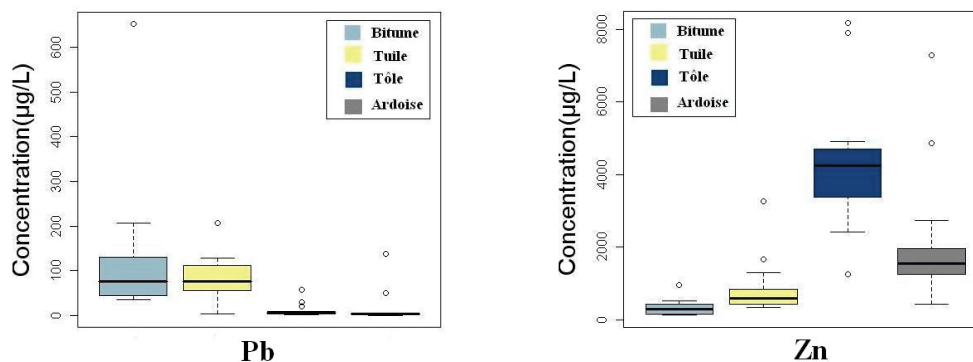 Concentration(µg/L)
600
500
400
300
200
100
0
Bitume
Tuile
Tôle
Ardoise
Pb
Concentration(µg/L)
8000
6000
4000
2000
0
Bitume
Tuile
Tôle
Ardoise
Zn